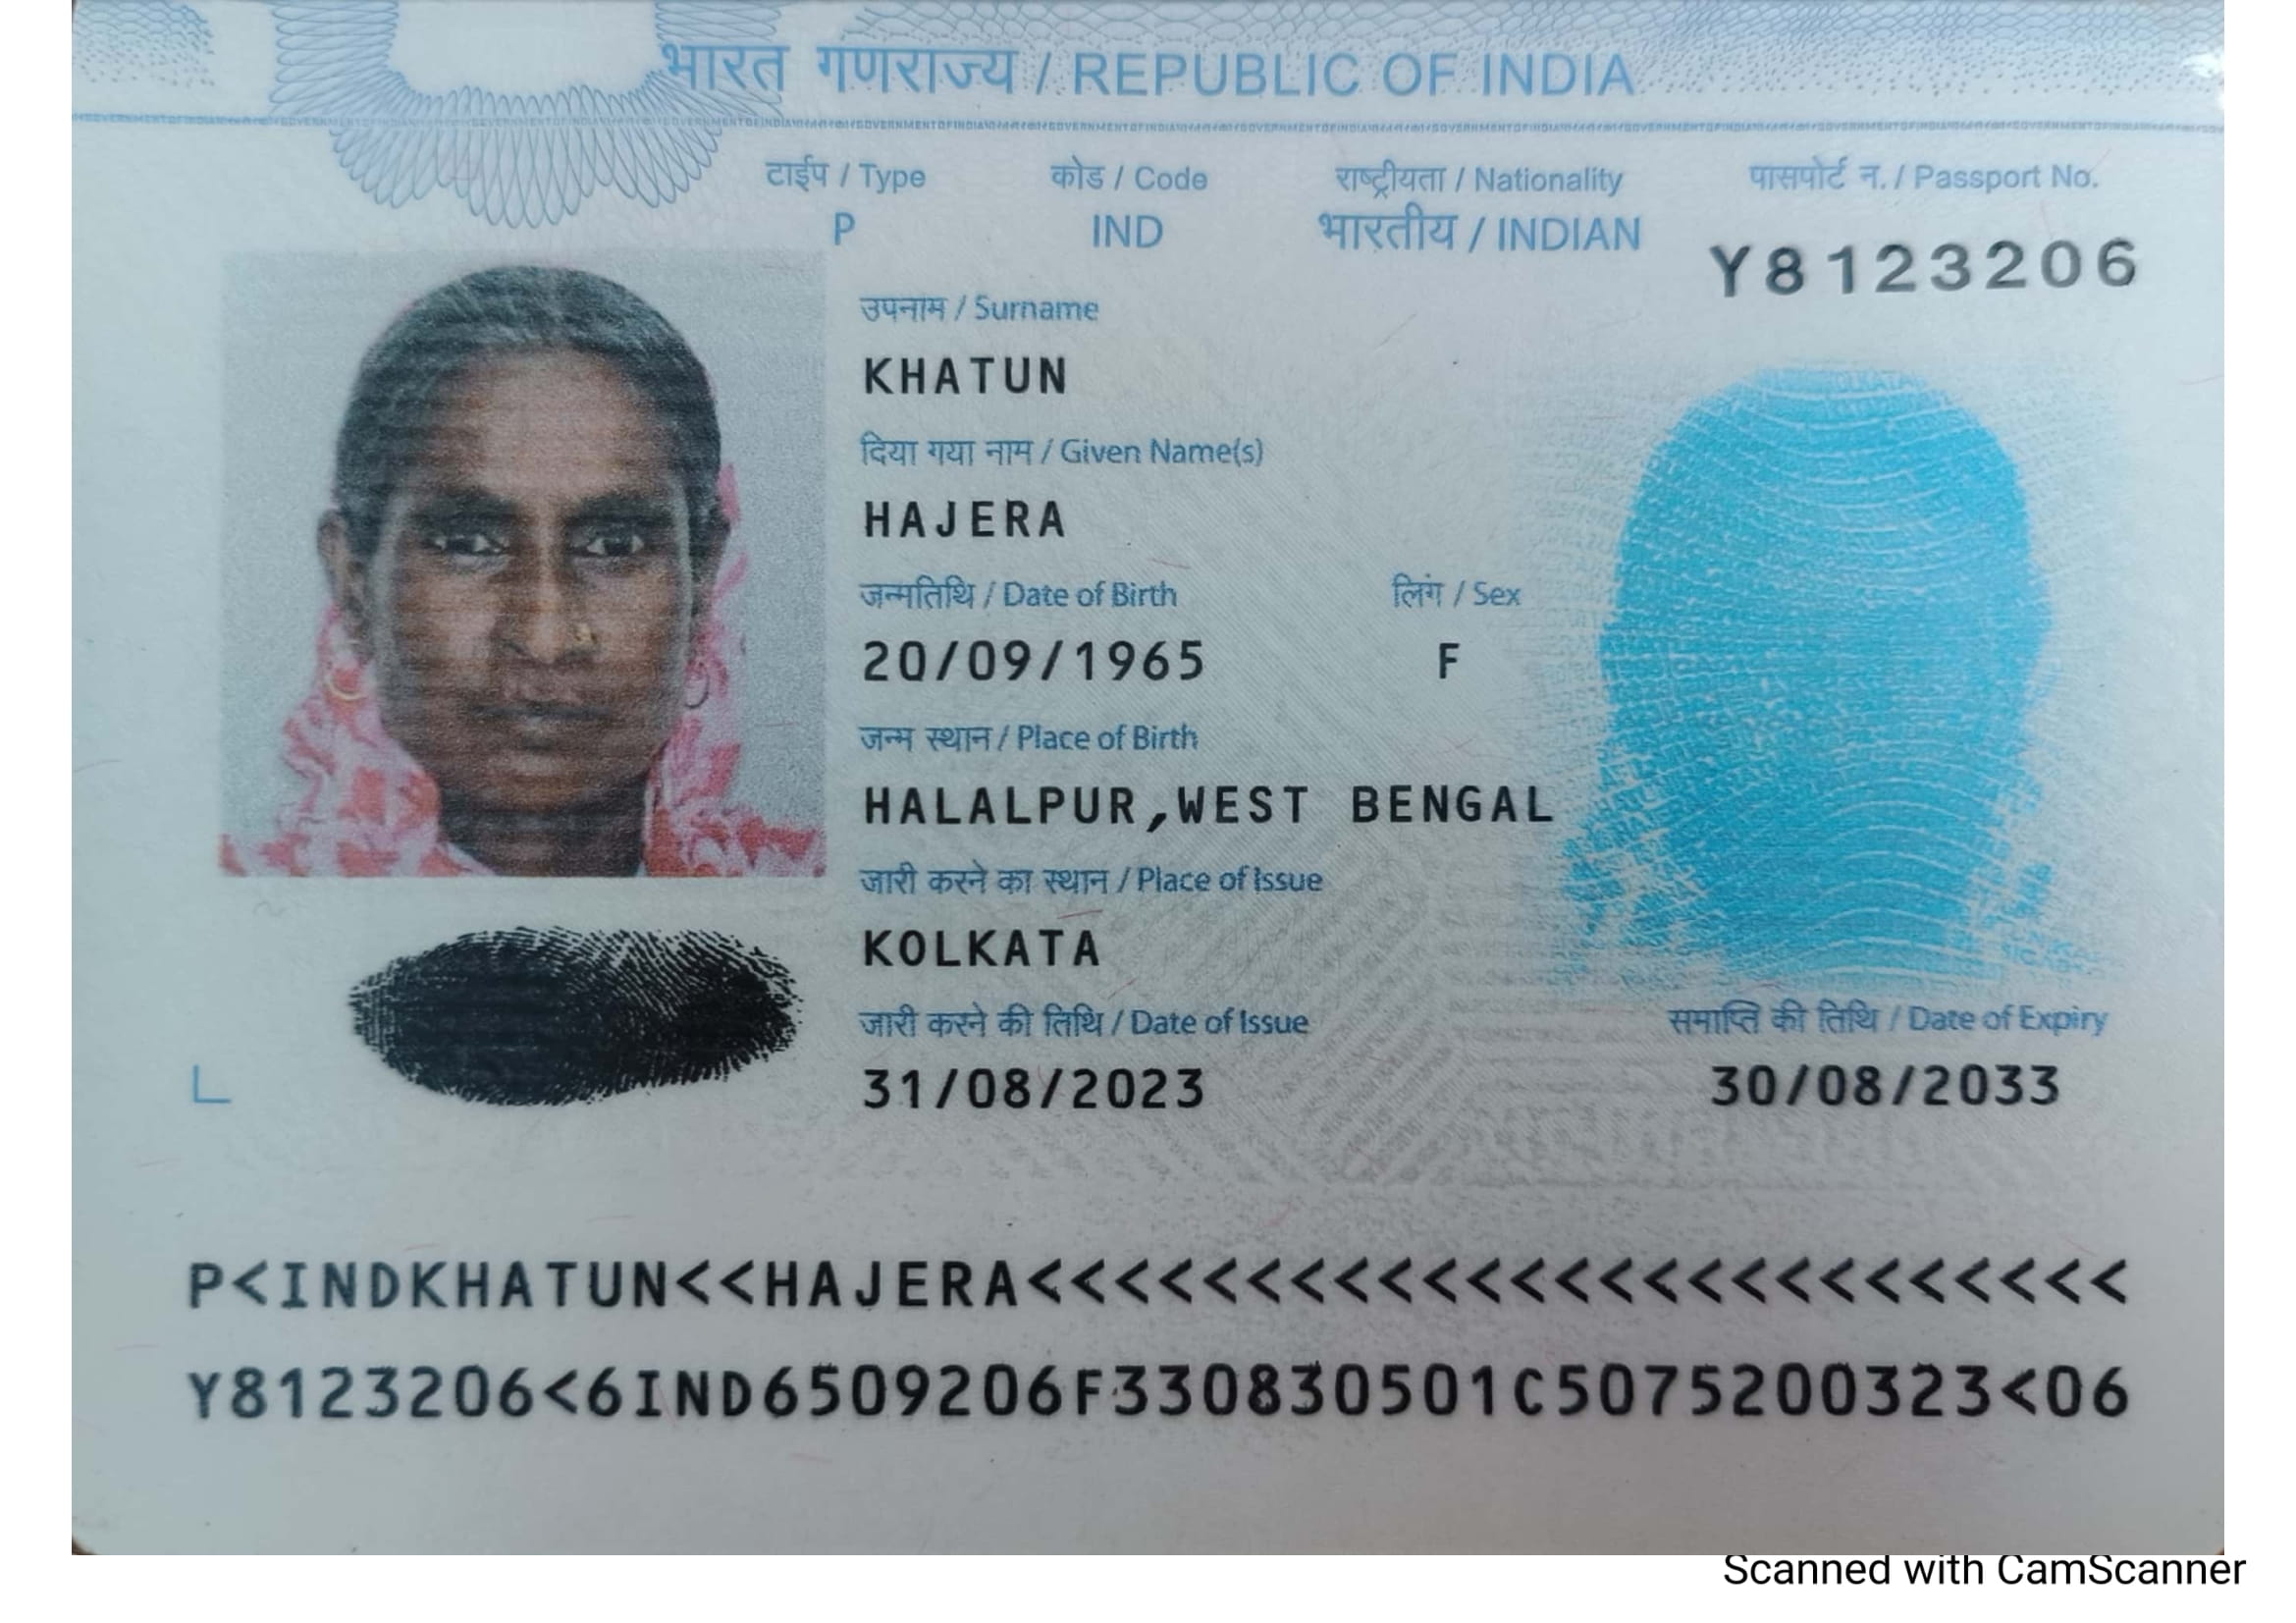 भारत गणराज्य / REPUBLIC OF INDIA
टाईप / Type कोड / Code राष्ट्रीयता / Nationality पासपोर्ट न. / Passport No.
P IND भारतीय / INDIAN Y8123206
उपनाम / Surname
KHATUN
दिया गया नाम / Given Name(s)
HAJERA
जन्मतिथि / Date of Birth लिंग / Sex
20/09/1965 F
जन्म स्थान / Place of Birth
HALALPUR,WEST BENGAL
जारी करने का स्थान / Place of Issue
KOLKATA
जारी करने की तिथि / Date of Issue समाप्ति की तिथि / Date of Expiry
31/08/2023 30/08/2033
P<INDKHATUN<<HAJERA<<<<<<<<<<<<<<<<<<<<<<<<<
Y8123206<6IND6509206F330830501C5075200323<06
Scanned with CamScanner